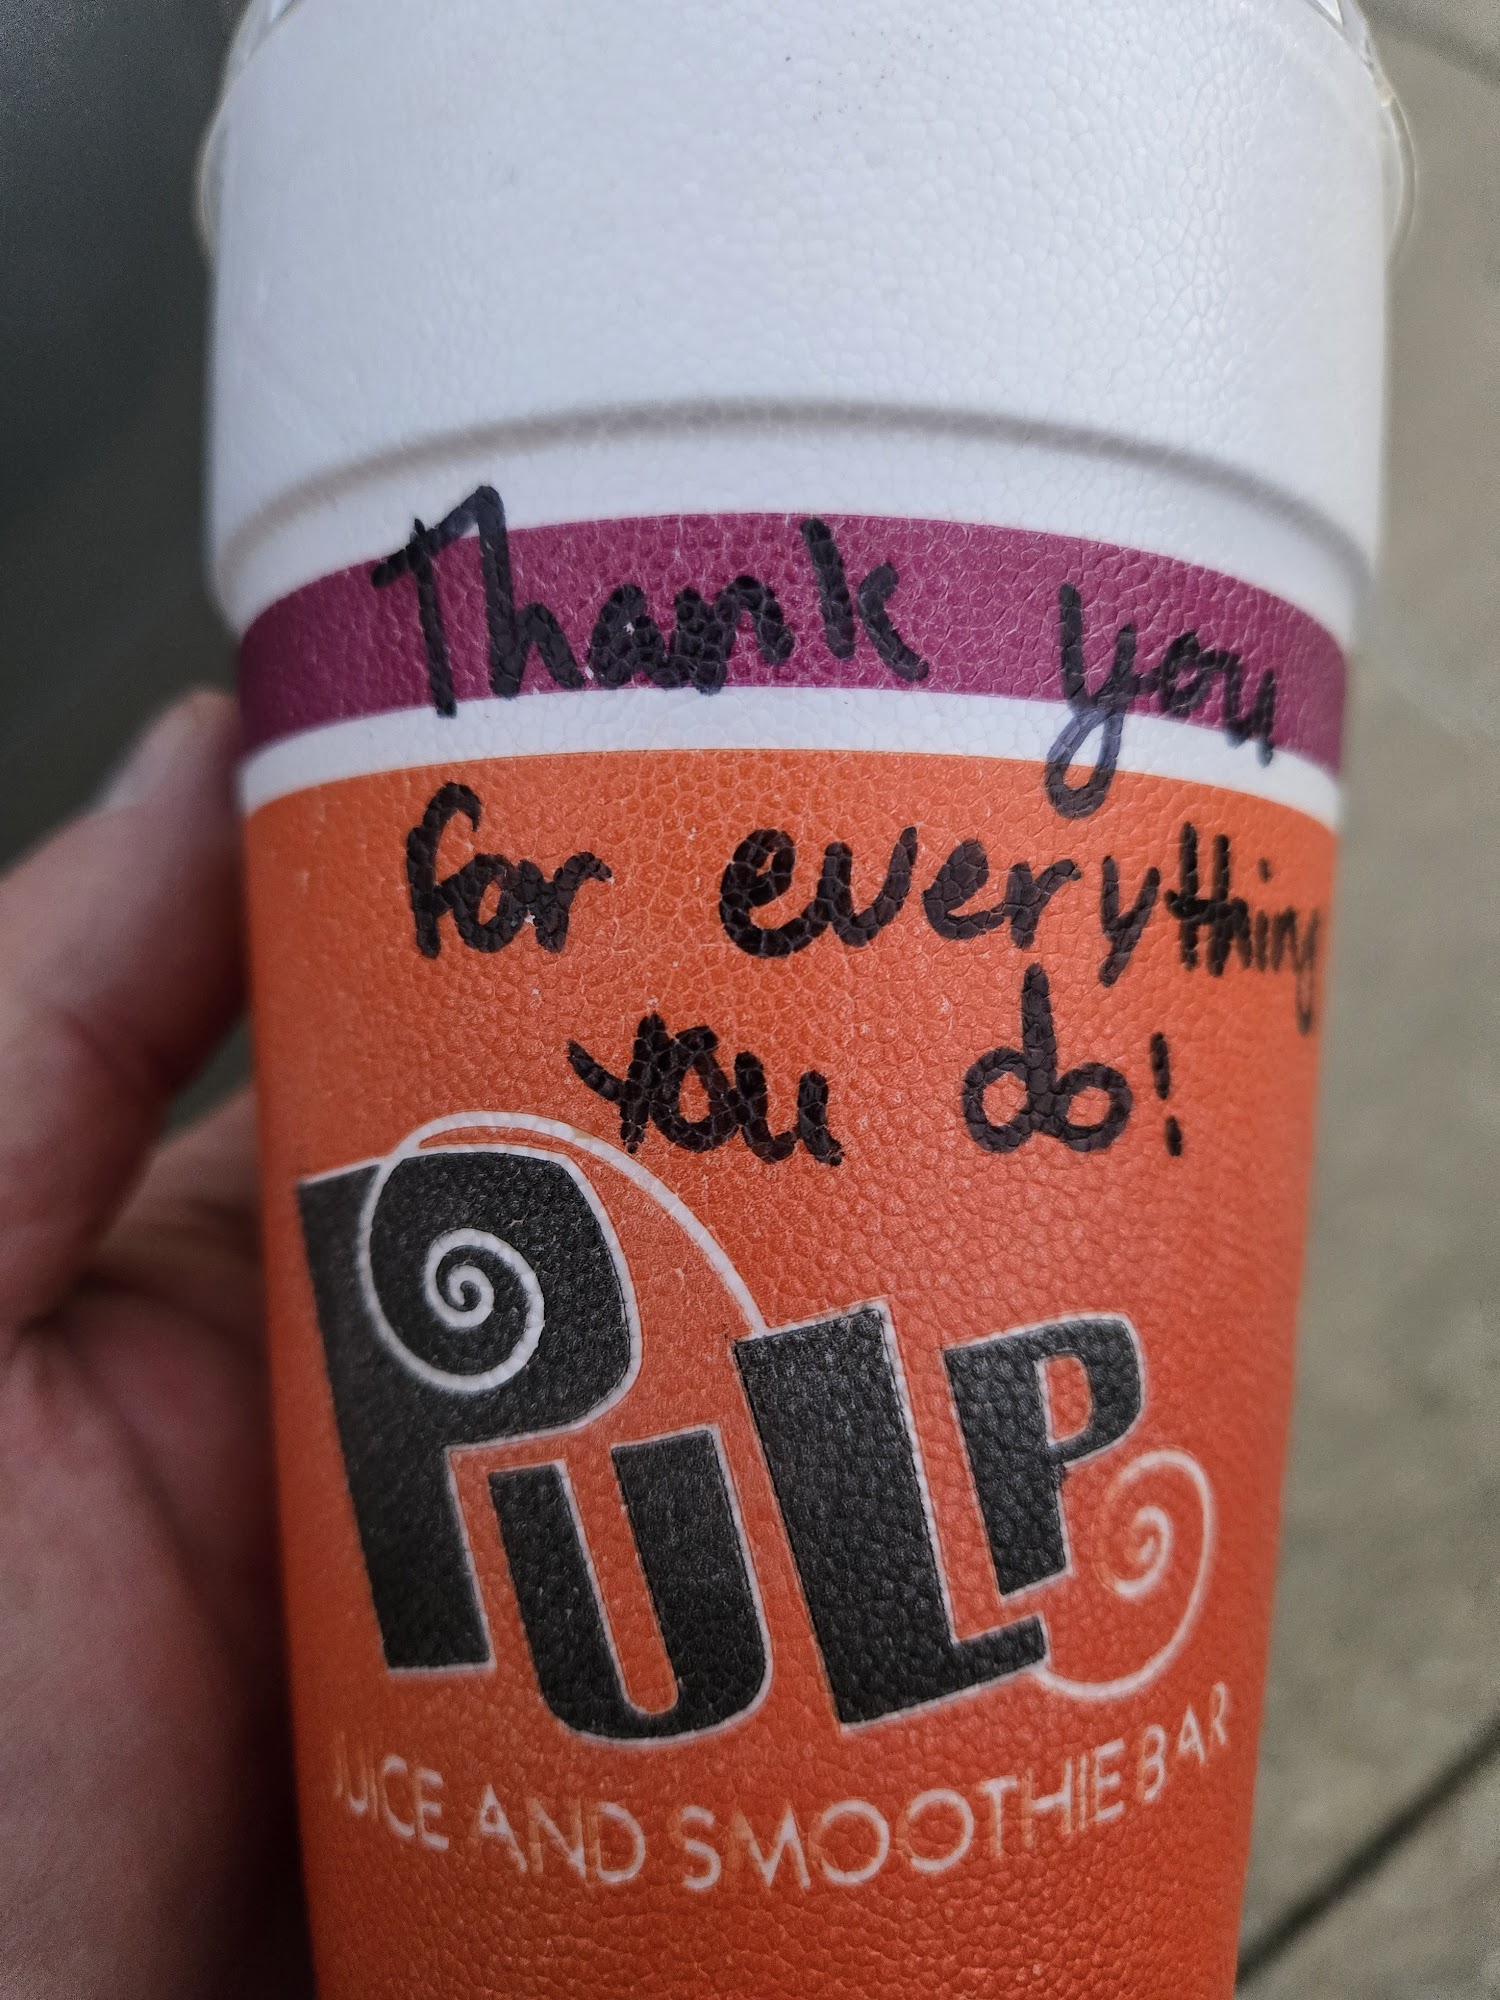 Thank you
for everything
You do!
PULP
JUICE AND SMOOTHIE BAR